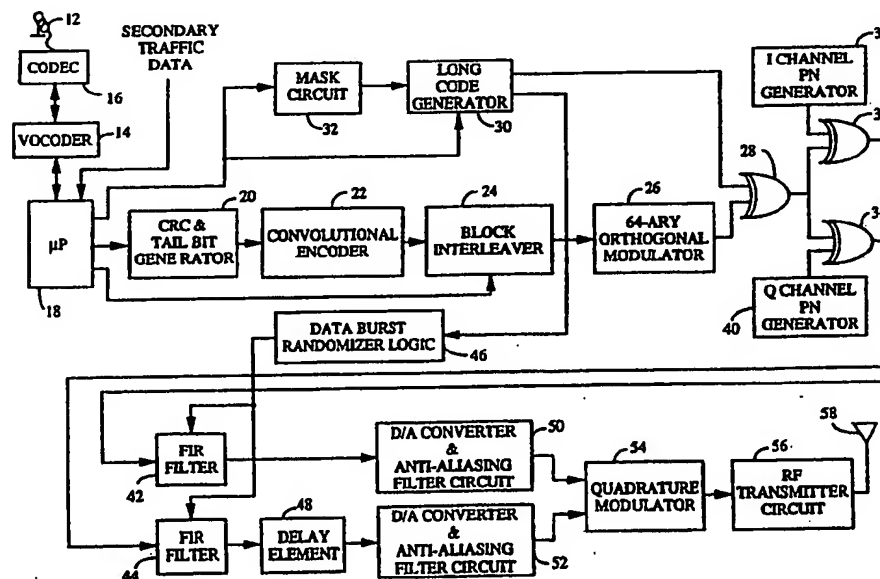 12
SECONDARY
TRAFFIC
DATA
CODEC
16
VOCODER
14
μP
18
MASK
CIRCUIT
32
LONG
CODE
GENERATOR
30
I CHANNEL
PN
GENERATOR
28
20
CRC &
TAIL BIT
GENERATOR
22
CONVOLUTIONAL
ENCODER
24
BLOCK
INTERLEAVER
26
64-ARY
ORTHOGONAL
MODULATOR
Q CHANNEL
PN
GENERATOR
40
DATA BURST
RANDOMIZER LOGIC
46
FIR
FILTER
42
D/A CONVERTER
&
ANTI-ALIASING
FILTER CIRCUIT
50
54
QUADRATURE
MODULATOR
56
RF
TRANSMITTER
CIRCUIT
58
FIR
FILTER
44
48
DELAY
ELEMENT
D/A CONVERTER
&
ANTI-ALIASING
FILTER CIRCUIT
52